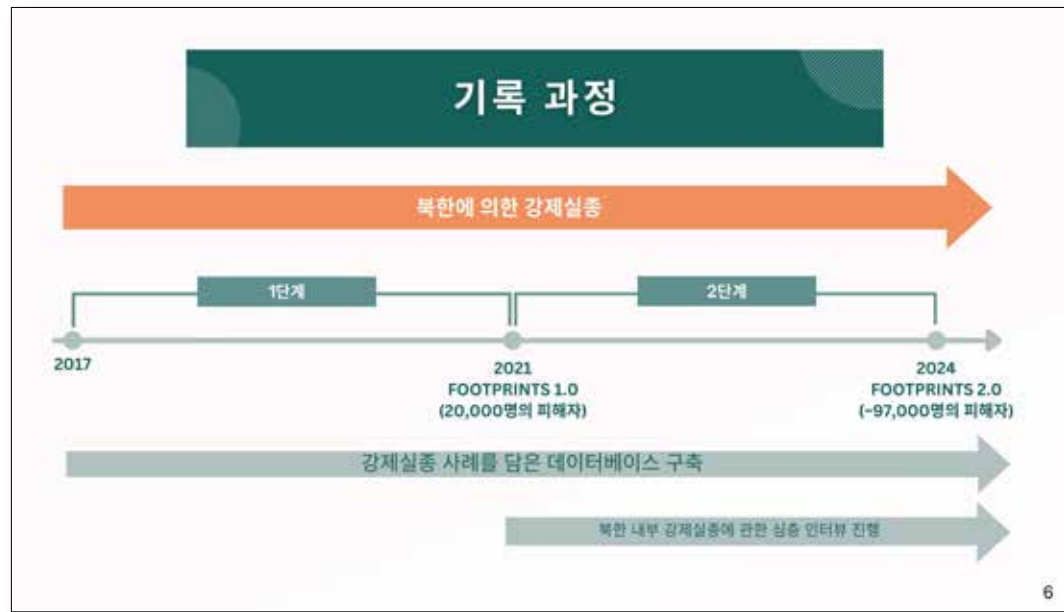 기록 과정
북한에 의한 강제실종
1단계
2단계
2017
2021
FOOTPRINTS 1.0
(20,000명의 피해자)
2024
FOOTPRINTS 2.0
(~97,000명의 피해자)
강제실종 사례를 담은 데이터베이스 구축
북한 내부 강제실종에 관한 심층 인터뷰 진행
6